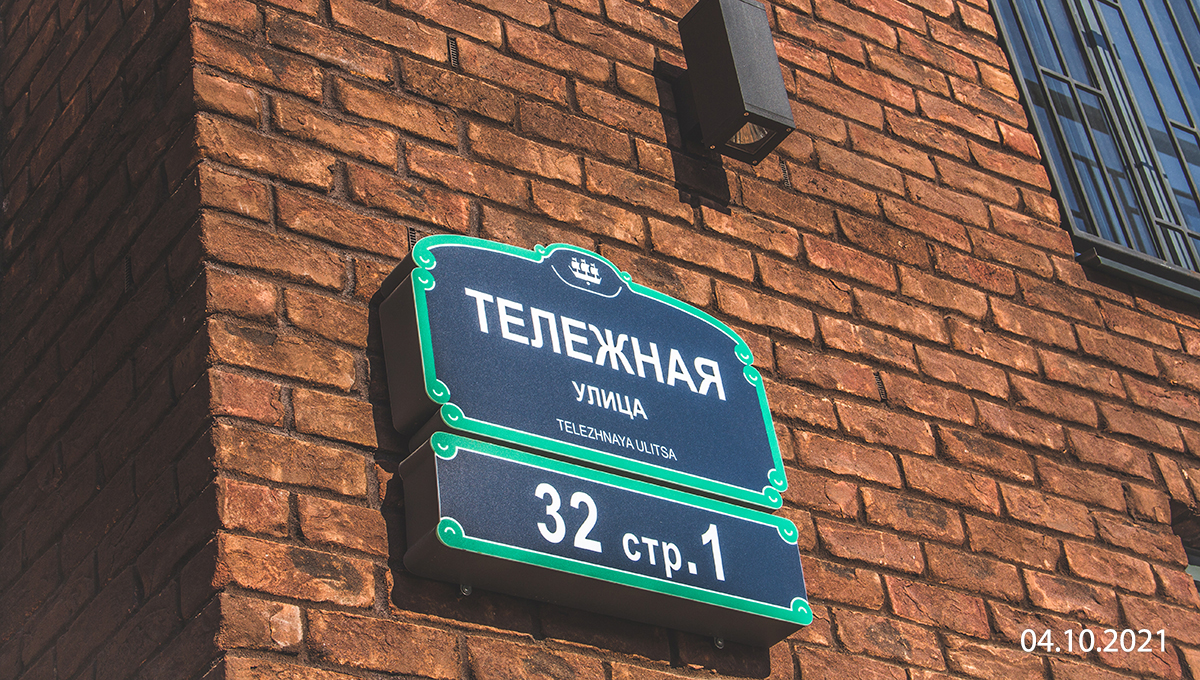 ТЕЛЕЖНАЯ
УЛИЦА
TELEZHNAYA ULITSA
32 стр.1
04.10.2021